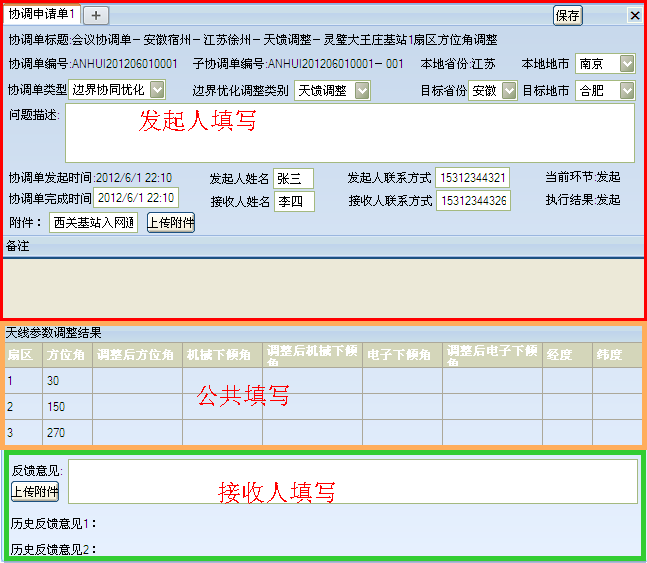 协调申请单1 + 保存
协调单标题:会议协调单－安徽宿州－江苏徐州－天馈调整－灵璧大王庄基站1扇区方位角调整
协调单编号:ANHUI201206010001 子协调单编号:ANHUI201206010001－001 本地省份:江苏 本地地市 南京
协调单类型 边界协同优化 边界优化调整类别 天馈调整 目标省份 安徽 目标地市 合肥
问题描述: 发起人填写
协调单发起时间:2012/6/1 22:10 发起人姓名 张三 发起人联系方式 15312344321 当前环节:发起
协调单完成时间 2012/6/1 22:10 接收人姓名 李四 接收人联系方式 15312344326 执行结果:发起
附件： 西关基站入网通 上传附件
备注
天线参数调整结果
扇区 方位角 调整后方位角 机械下倾角 调整后机械下倾角 电子下倾角 调整后电子下倾角 经度 纬度
1 30
公共填写
2 150
3 270
反馈意见:
上传附件 接收人填写
历史反馈意见1：
历史反馈意见2：